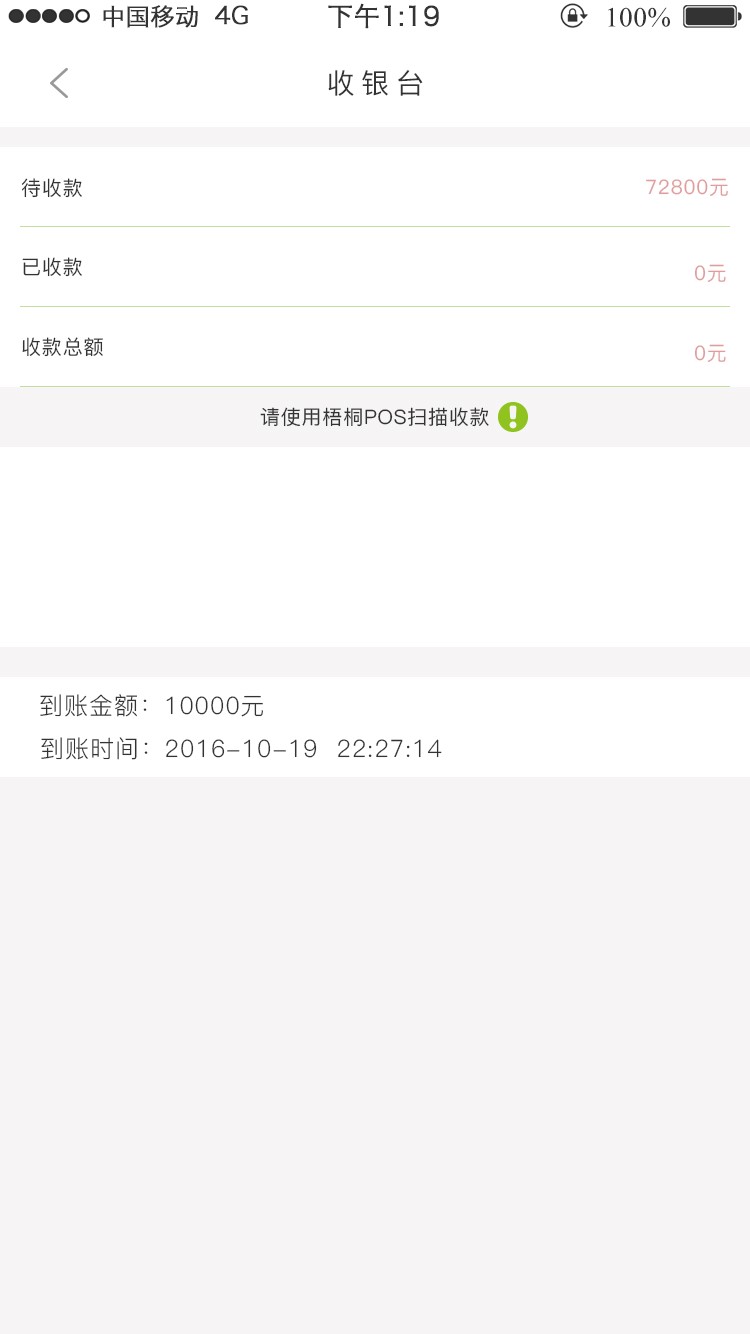 中国移动 4G 下午1:19 100%
收银台
待收款 72800元
已收款 0元
收款总额 0元
请使用梧桐POS扫描收款
到账金额：10000元
到账时间：2016-10-19 22:27:14